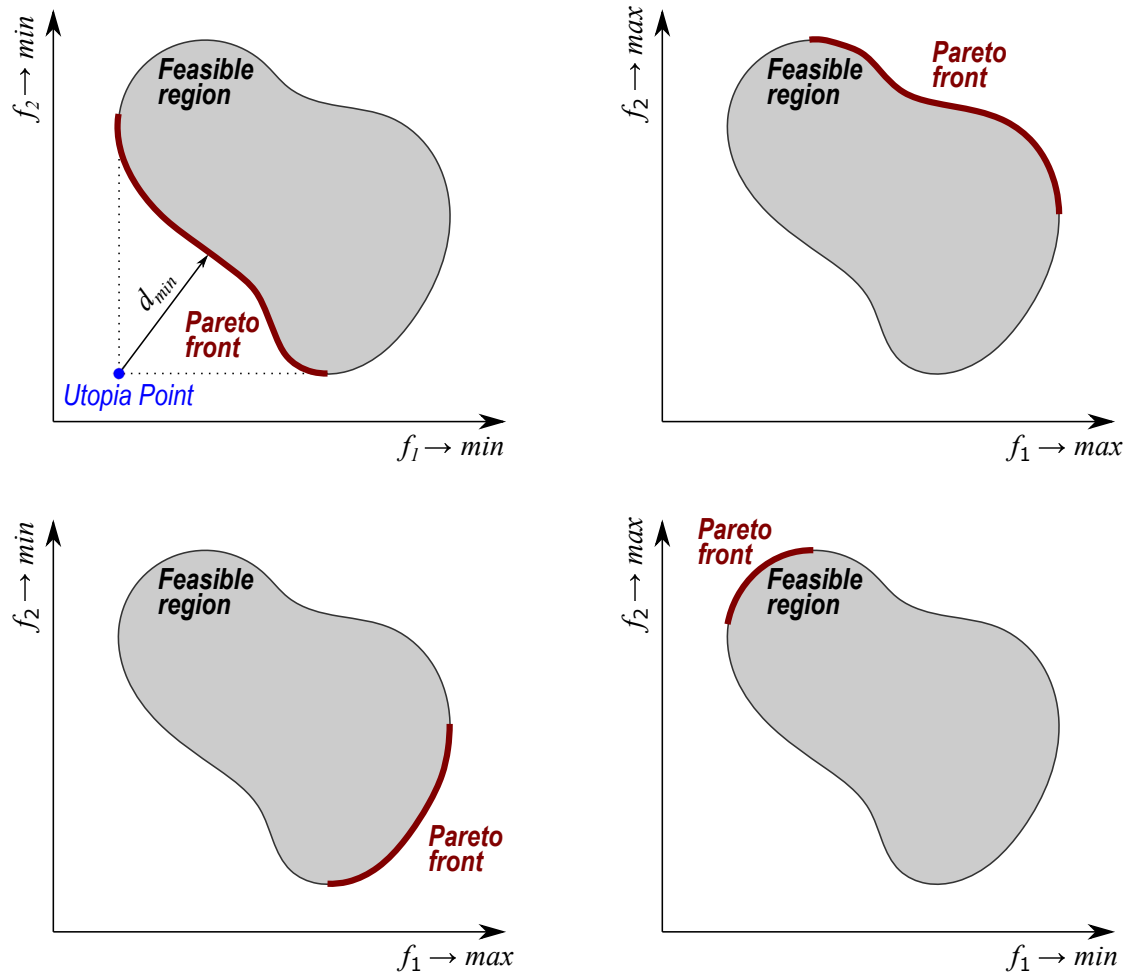 f₂ → min
Feasible
region
d_min
Pareto
front
Utopia Point
f₁ → min
f₂ → max
Feasible
region
Pareto
front
f₁ → max
f₂ → min
Feasible
region
Pareto
front
f₁ → max
f₂ → max
Pareto
front
Feasible
region
f₁ → min